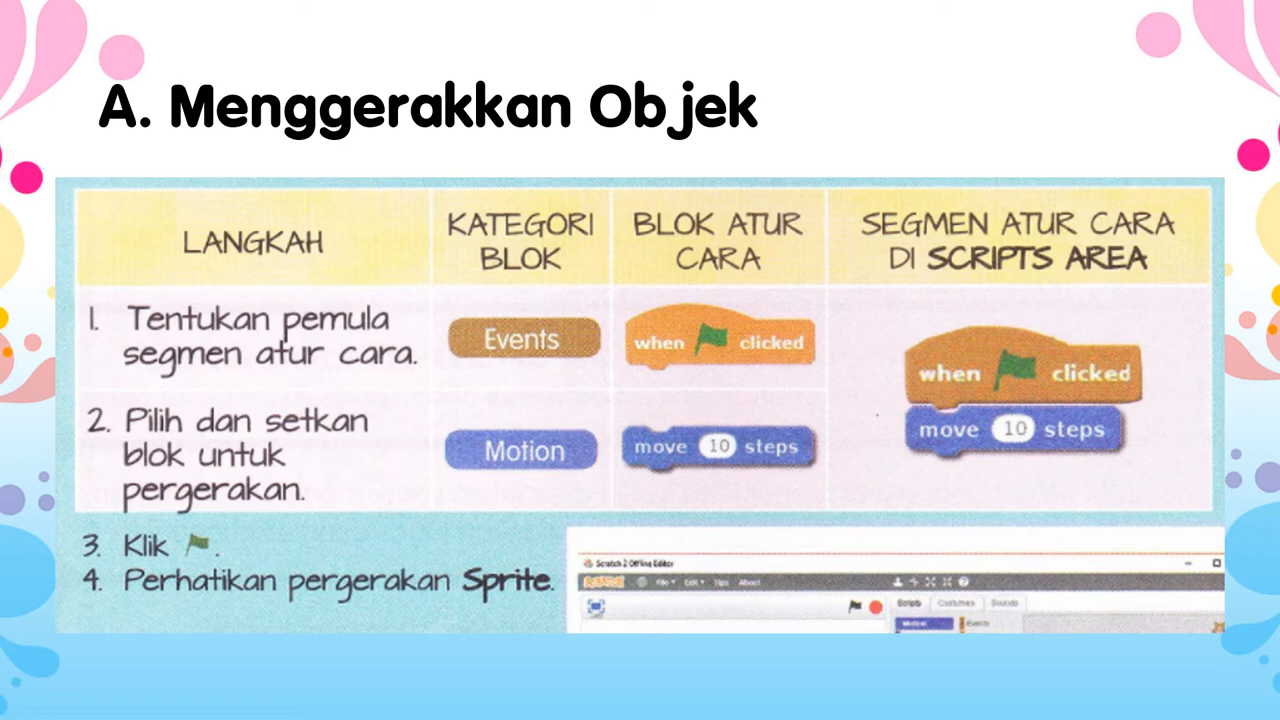 A. Menggerakkan Objek
LANGKAH
KATEGORI
BLOK
BLOK ATUR
CARA
SEGMEN ATUR CARA
DI SCRIPTS AREA
1. Tentukan pemula
segmen atur cara.
Events
when clicked
2. Pilih dan setkan
blok untuk
pergerakan.
Motion
move 10 steps
when clicked
move 10 steps
3. Klik .
4. Perhatikan pergerakan Sprite.
Scratch 2 Offline Editor
SCRATCH File Edit Tips About
Scripts Costumes Sounds
Motion Events